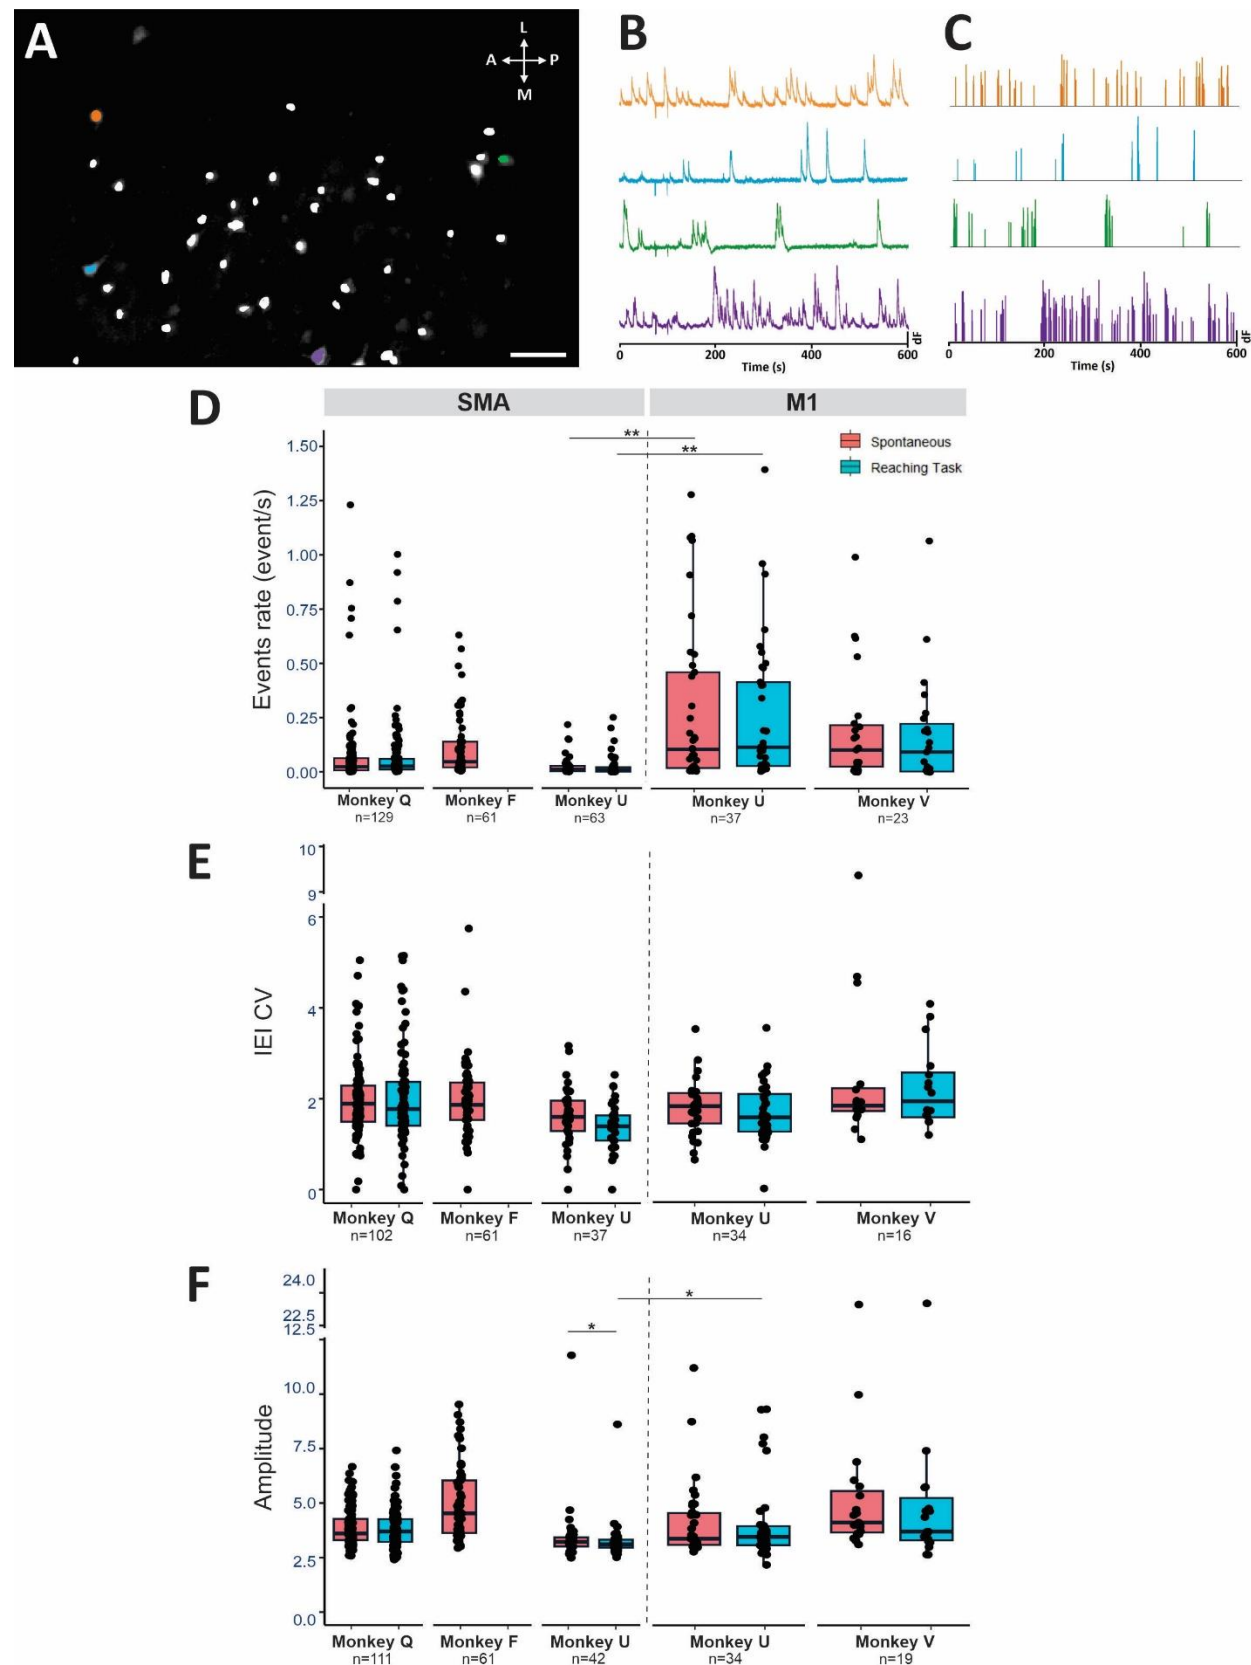 A
L
A P
M
B
C
0 200 400 600
Time (s)
dF
0 200 400 600
Time (s)
dF
D
SMA M1
** 
**
Spontaneous
Reaching Task
Events rate (event/s)
1.50
1.25
1.00
0.75
0.50
0.25
0.00
Monkey Q Monkey F Monkey U Monkey U Monkey V
n=129 n=61 n=63 n=37 n=23
E
IEI CV
10
9
6
4
2
0
Monkey Q Monkey F Monkey U Monkey U Monkey V
n=102 n=61 n=37 n=34 n=16
F
Amplitude
24.0
22.5
12.5
10.0
7.5
5.0
2.5
0.0
*
*
Monkey Q Monkey F Monkey U Monkey U Monkey V
n=111 n=61 n=42 n=34 n=19